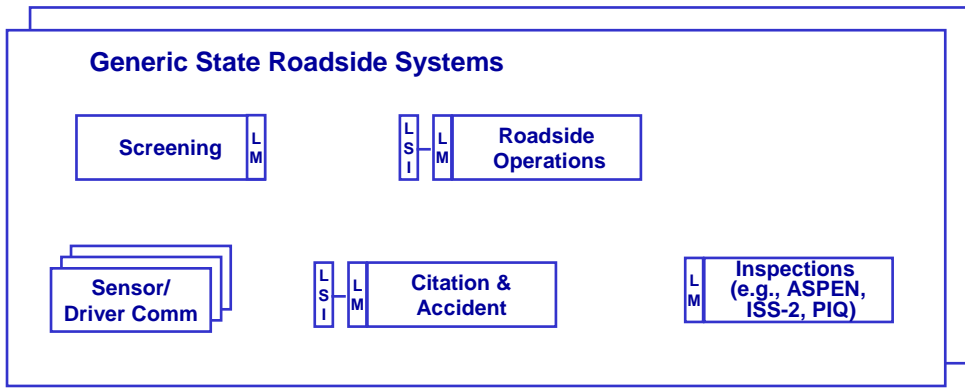 Generic State Roadside Systems
Screening
L
M
L
S
I
L
M
Roadside
Operations
Sensor/
Driver Comm
L
S
I
L
M
Citation &
Accident
L
M
Inspections
(e.g., ASPEN,
ISS-2, PIQ)